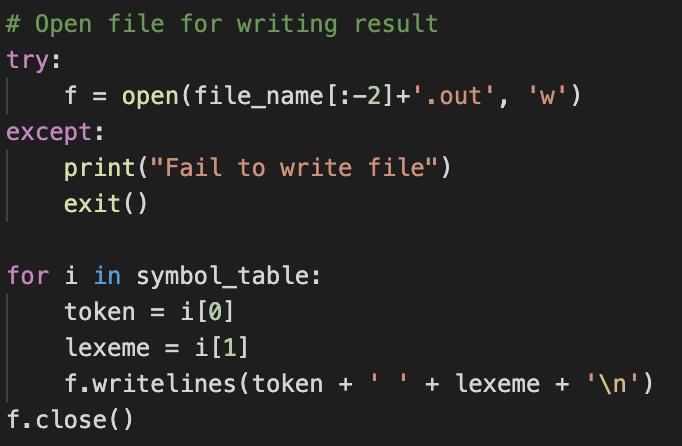 # Open file for writing result
try:
    f = open(file_name[:-2]+'.out', 'w')
except:
    print("Fail to write file")
    exit()

for i in symbol_table:
    token = i[0]
    lexeme = i[1]
    f.writelines(token + ' ' + lexeme + '\n')
f.close()